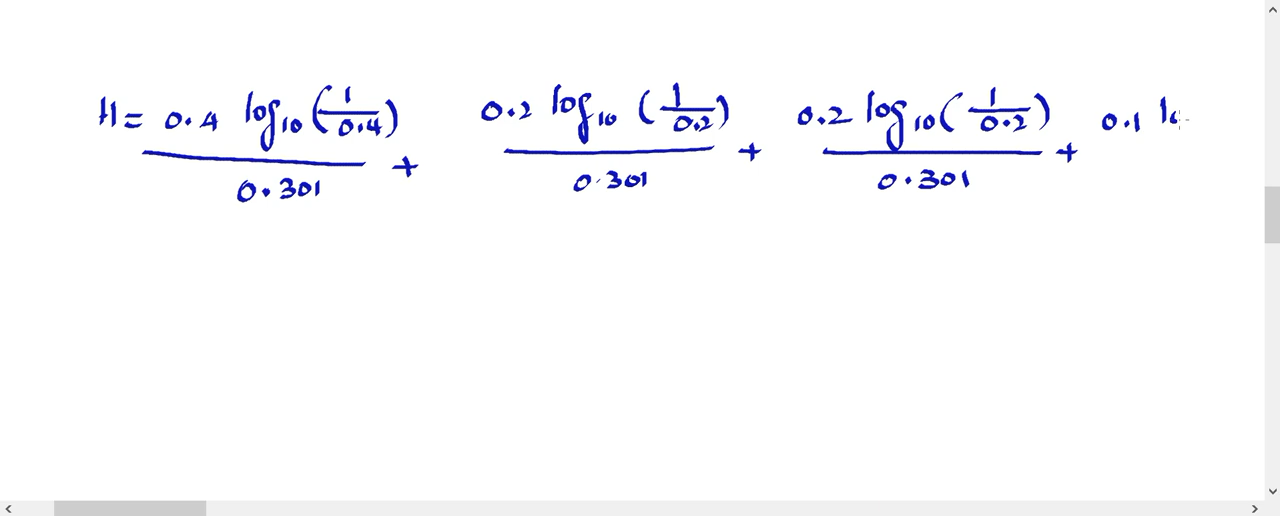 H = 0.4 log10 (1/0.4) / 0.301 + 0.2 log10 (1/0.2) / 0.301 + 0.2 log10 (1/0.2) / 0.301 + 0.1